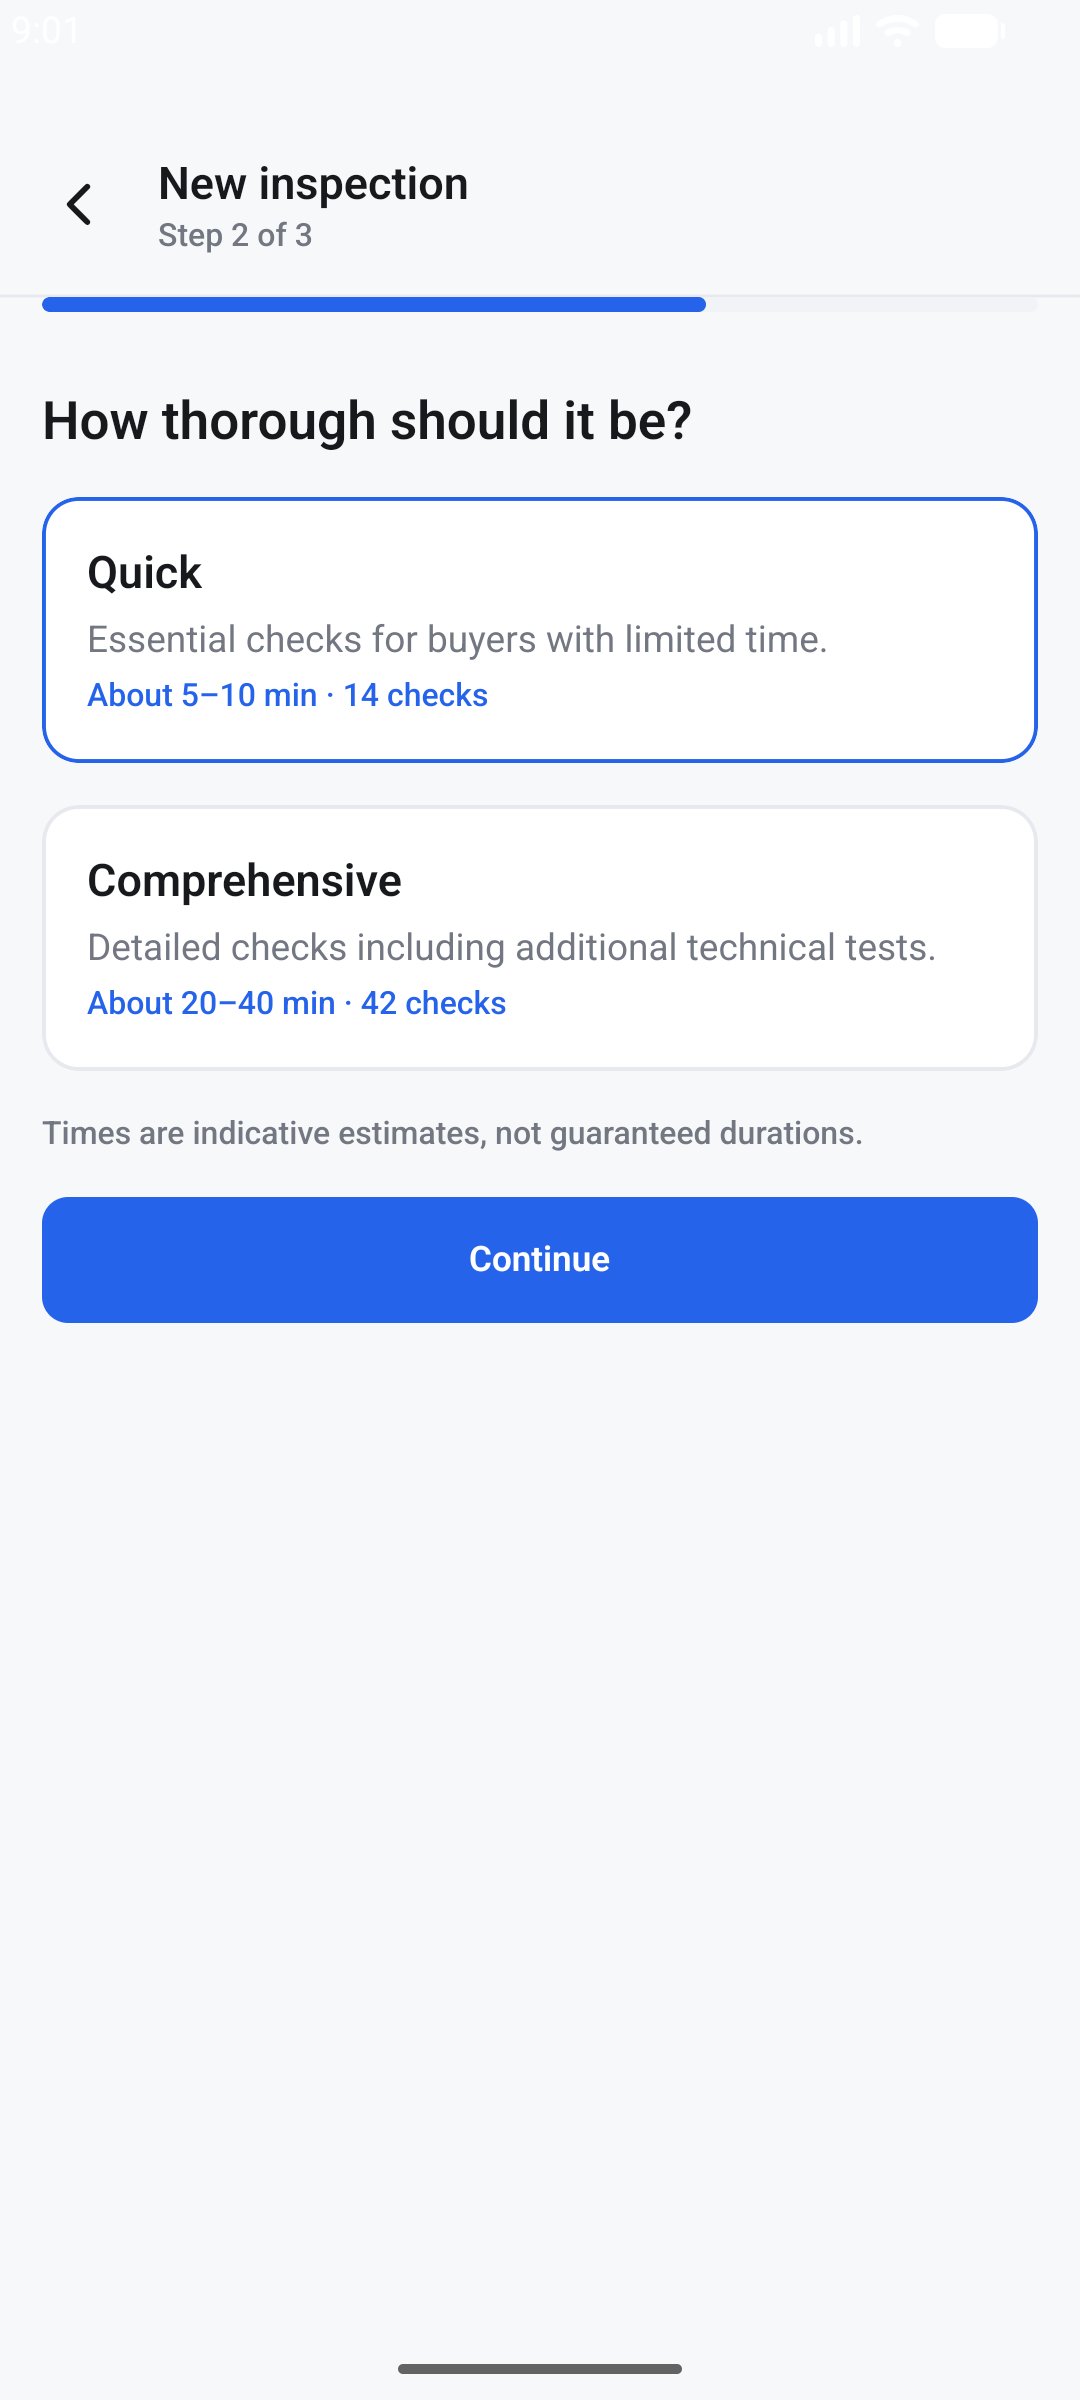 9:01
New inspection
Step 2 of 3
How thorough should it be?
Quick
Essential checks for buyers with limited time.
About 5–10 min · 14 checks
Comprehensive
Detailed checks including additional technical tests.
About 20–40 min · 42 checks
Times are indicative estimates, not guaranteed durations.
Continue